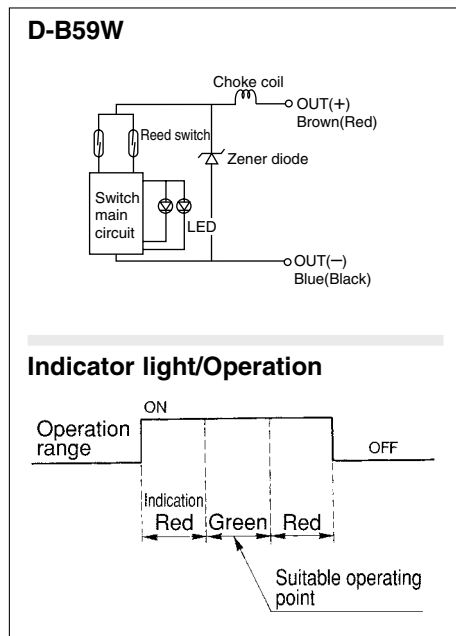 D-B59W
Choke coil
OUT(+)
Brown(Red)
Reed switch
Zener diode
Switch
main
circuit
LED
OUT(−)
Blue(Black)
Indicator light/Operation
ON
Operation
range
OFF
Indication
Red Green Red
Suitable operating
point